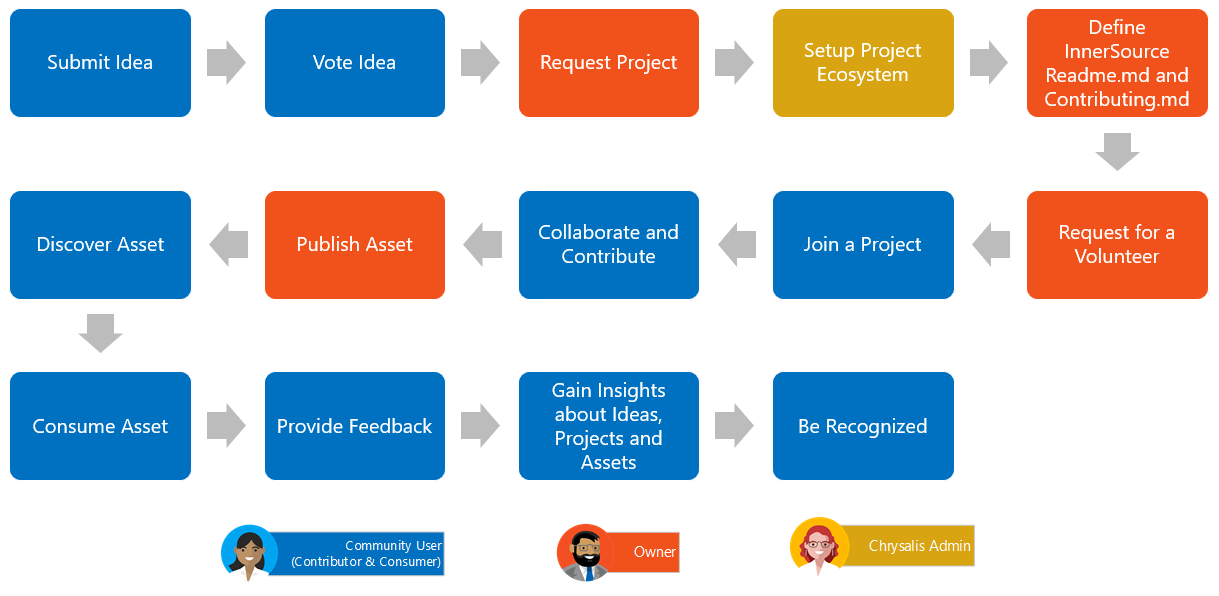 Submit Idea
Vote Idea
Request Project
Setup Project
Ecosystem
Define
InnerSource
Readme.md and
Contributing.md
Request for a
Volunteer
Join a Project
Collaborate and
Contribute
Publish Asset
Discover Asset
Consume Asset
Provide Feedback
Gain Insights
about Ideas,
Projects and
Assets
Be Recognized
Community User
(Contributor & Consumer)
Owner
Chrysalis Admin